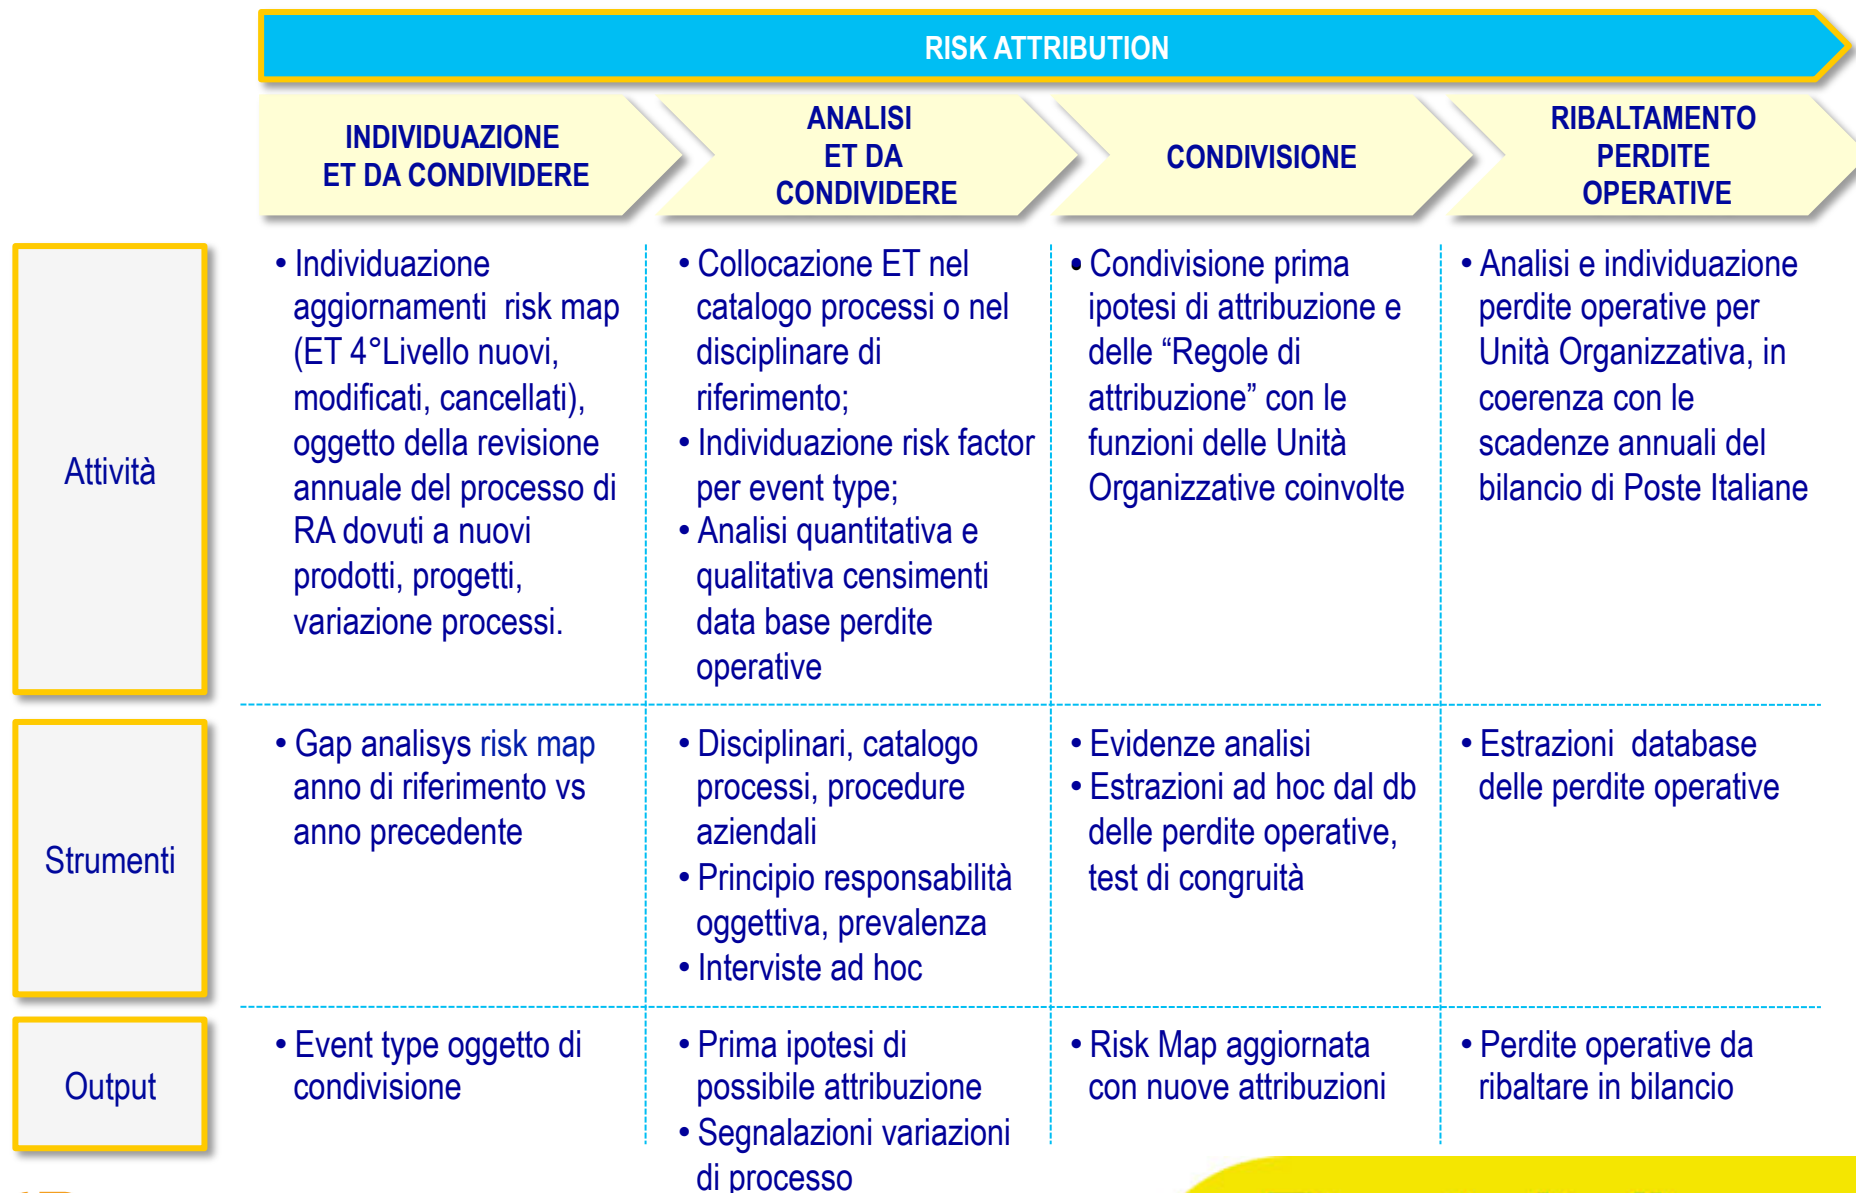 RISK ATTRIBUTION
INDIVIDUAZIONE
ET DA CONDIVIDERE
ANALISI
ET DA
CONDIVIDERE
CONDIVISIONE
RIBALTAMENTO
PERDITE
OPERATIVE
Attività
• Individuazione
aggiornamenti risk map
(ET 4°Livello nuovi,
modificati, cancellati),
oggetto della revisione
annuale del processo di
RA dovuti a nuovi
prodotti, progetti,
variazione processi.
• Collocazione ET nel
catalogo processi o nel
disciplinare di
riferimento;
• Individuazione risk factor
per event type;
• Analisi quantitativa e
qualitativa censimenti
data base perdite
operative
• Condivisione prima
ipotesi di attribuzione e
delle “Regole di
attribuzione” con le
funzioni delle Unità
Organizzative coinvolte
• Analisi e individuazione
perdite operative per
Unità Organizzativa, in
coerenza con le
scadenze annuali del
bilancio di Poste Italiane
Strumenti
• Gap analisys risk map
anno di riferimento vs
anno precedente
• Disciplinari, catalogo
processi, procedure
aziendali
• Principio responsabilità
oggettiva, prevalenza
• Interviste ad hoc
• Evidenze analisi
• Estrazioni ad hoc dal db
delle perdite operative,
test di congruità
• Estrazioni database
delle perdite operative
Output
• Event type oggetto di
condivisione
• Prima ipotesi di
possibile attribuzione
• Segnalazioni variazioni
di processo
• Risk Map aggiornata
con nuove attribuzioni
• Perdite operative da
ribaltare in bilancio